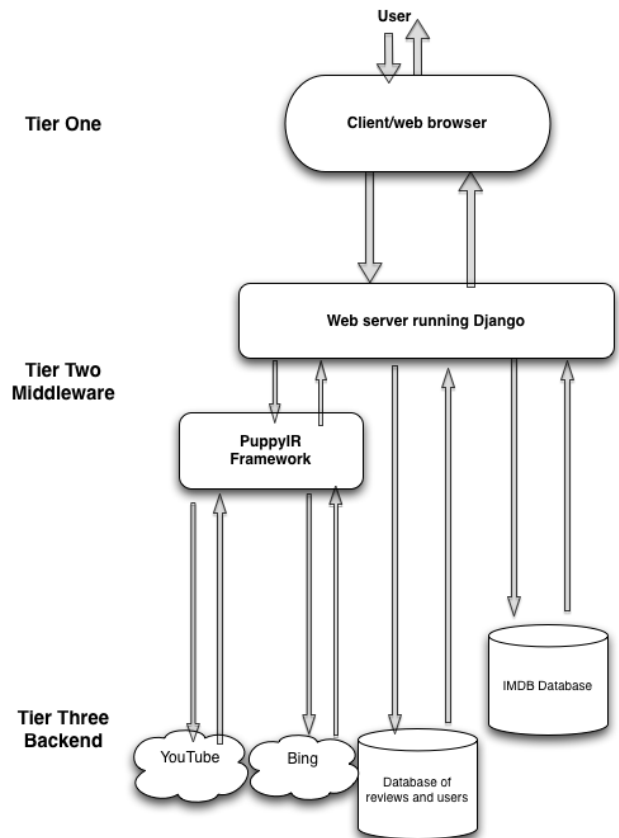 User
Tier One
Client/web browser
Web server running Django
Tier Two
Middleware
PuppyIR
Framework
IMDB Database
Tier Three
Backend
YouTube
Bing
Database of
reviews and users